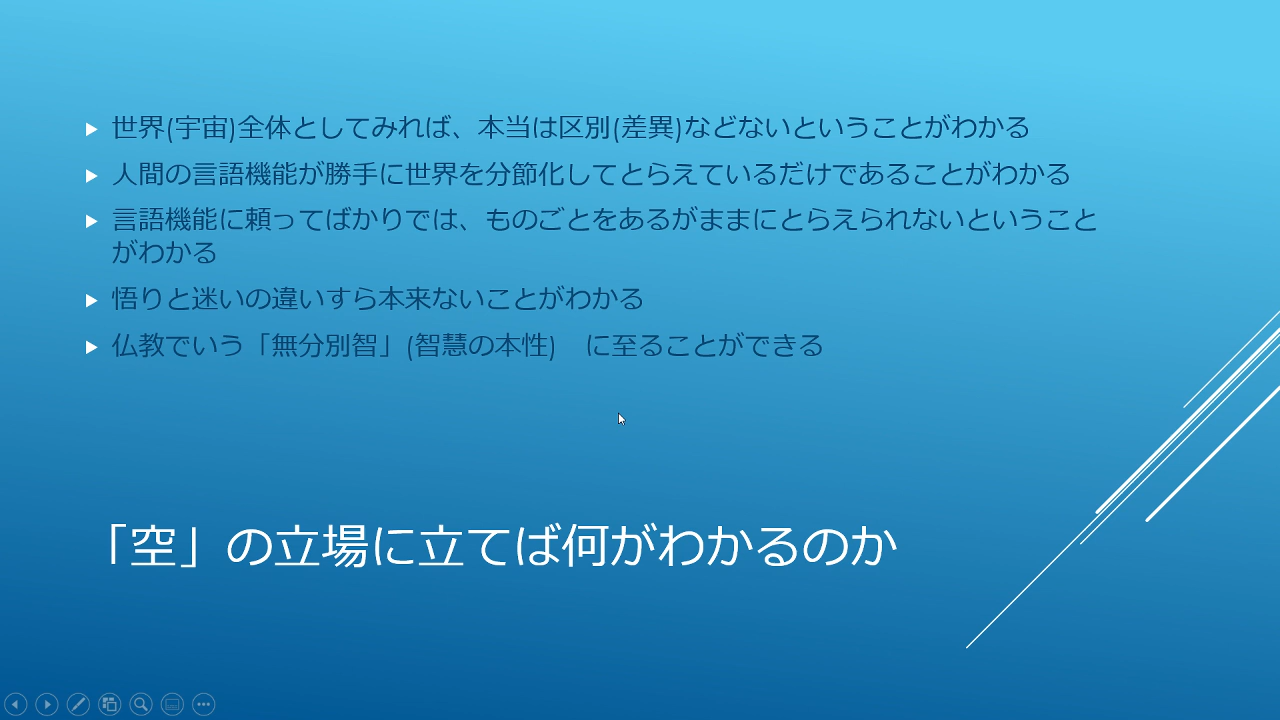 世界(宇宙)全体としてみれば、本当は区別(差異)などないということがわかる
人間の言語機能が勝手に世界を分節化してとらえているだけであることがわかる
言語機能に頼ってばかりでは、ものごとをあるがままにとらえられないということ
がわかる
悟りと迷いの違いすら本来ないことがわかる
仏教でいう「無分別智」(智慧の本性)　に至ることができる
「空」の立場に立てば何がわかるのか